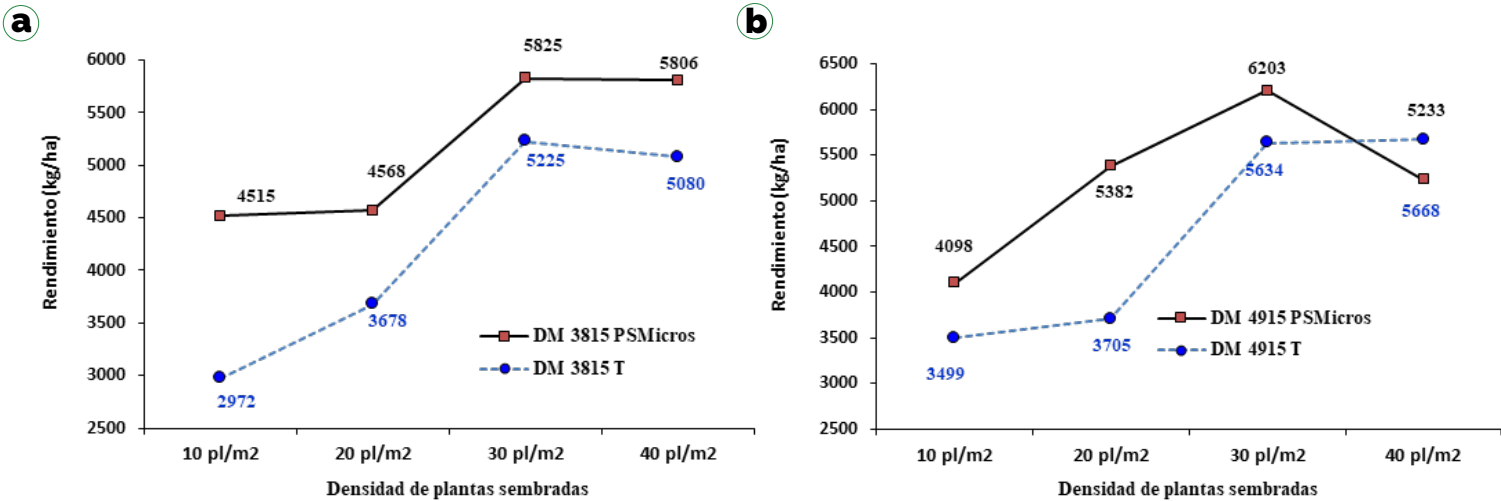 a
6000
5500
5000
4500
4000
3500
3000
2500
Rendimiento (kg/ha)
5825
5806
4515
4568
5225
5080
3678
2972
DM 3815 PSMicros
DM 3815 T
10 pl/m2
20 pl/m2
30 pl/m2
40 pl/m2
Densidad de plantas sembradas
b
6500
6000
5500
5000
4500
4000
3500
3000
2500
Rendimiento (kg/ha)
6203
5233
5382
5634
5668
4098
3705
3499
DM 4915 PSMicros
DM 4915 T
10 pl/m2
20 pl/m2
30 pl/m2
40 pl/m2
Densidad de plantas sembradas